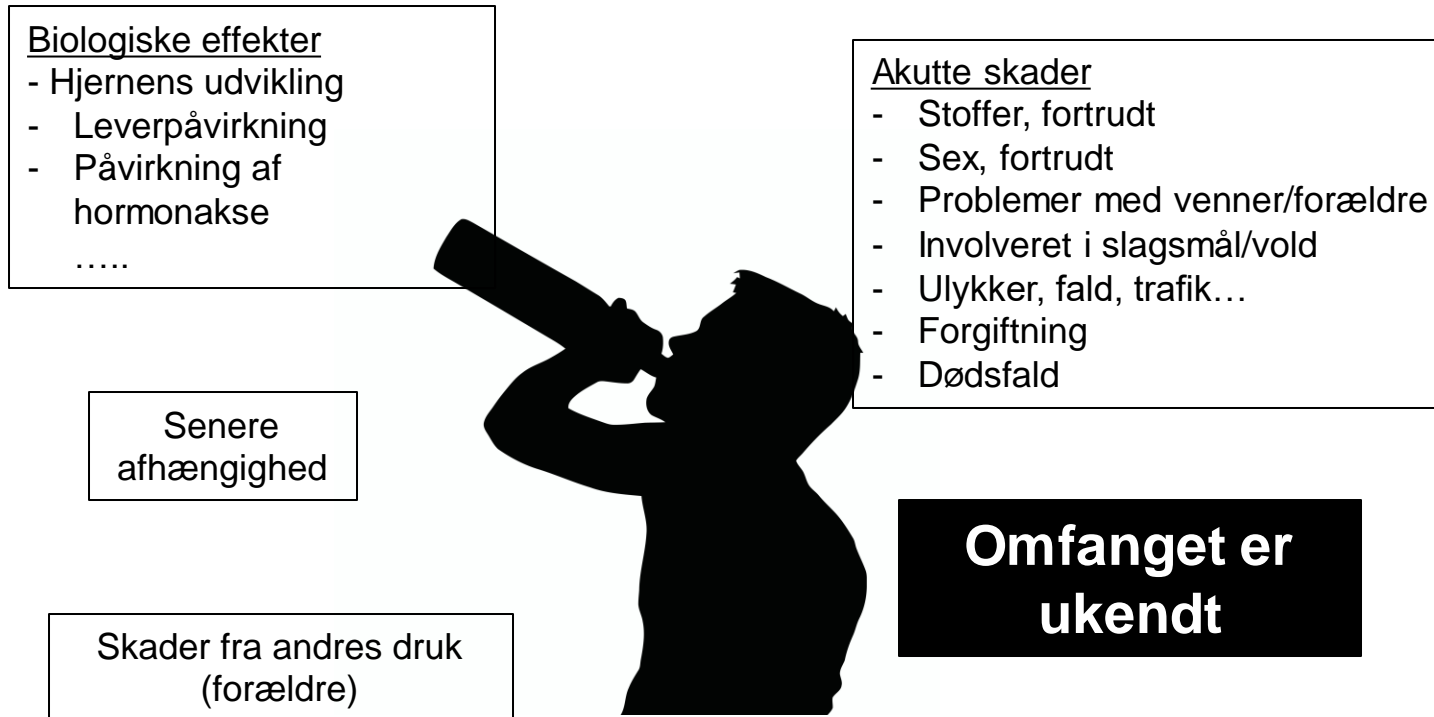 Biologiske effekter
- Hjernens udvikling
- Leverpåvirkning
- Påvirkning af
hormonakse
…..
Akutte skader
- Stoffer, fortrudt
- Sex, fortrudt
- Problemer med venner/forældre
- Involveret i slagsmål/vold
- Ulykker, fald, trafik…
- Forgiftning
- Dødsfald
Senere
afhængighed
Omfanget er
ukendt
Skader fra andres druk
(forældre)